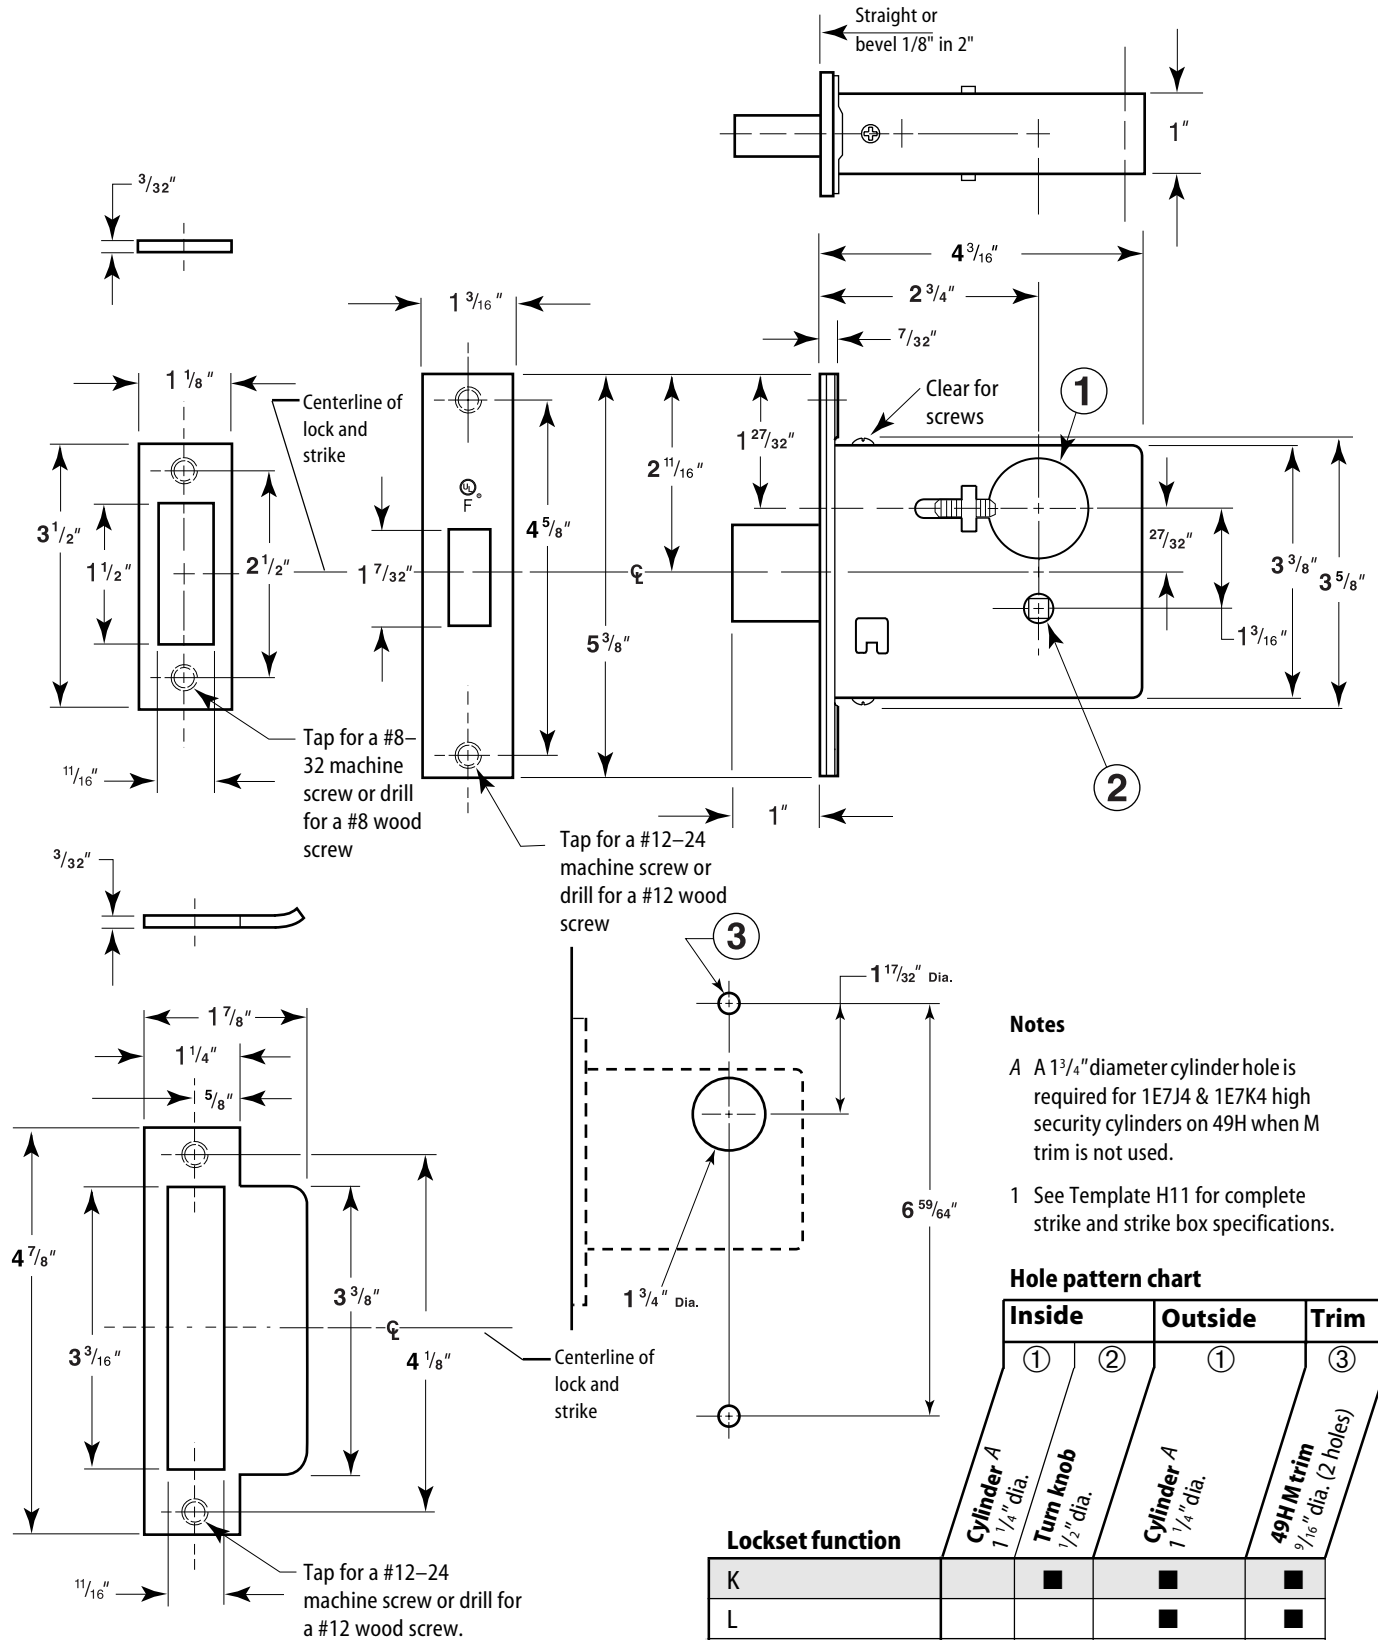 Straight or
bevel 1/8" in 2"
1"
3/32"
4 3/16"
2 3/4"
1 3/16"
7/32"
1 1/8"
Centerline of
lock and
strike
Clear for
screws
1
1 27/32"
2 11/16"
UL
F
3 1/2"
1 1/2"
2 1/2"
1 7/32"
4 5/8"
℄
27/32"
3 3/8"
3 5/8"
5 3/8"
1 3/16"
2
Tap for a #8–
32 machine
screw or drill
for a #8 wood
screw
11/16"
1"
Tap for a #12–24
machine screw or
drill for a #12 wood
screw
3/32"
3
1 17/32" Dia.
1 7/8"
1 1/4"
5/8"
Notes
A A 1 3/4" diameter cylinder hole is
required for 1E7J4 & 1E7K4 high
security cylinders on 49H when M
trim is not used.
1 See Template H11 for complete
strike and strike box specifications.
6 59/64"
4 7/8"
3 3/8"
1 3/4" Dia.
3 3/16"
℄
4 1/8"
Centerline of
lock and
strike
Hole pattern chart
Inside Outside Trim
① ② ① ③
Cylinder A
1 1/4" dia.
Turn knob
1/2" dia.
Cylinder A
1 1/4" dia.
49H M trim
9/16" dia. (2 holes)
Lockset function
K ■ ■ ■
L ■ ■
11/16"
Tap for a #12–24
machine screw or drill for
a #12 wood screw.